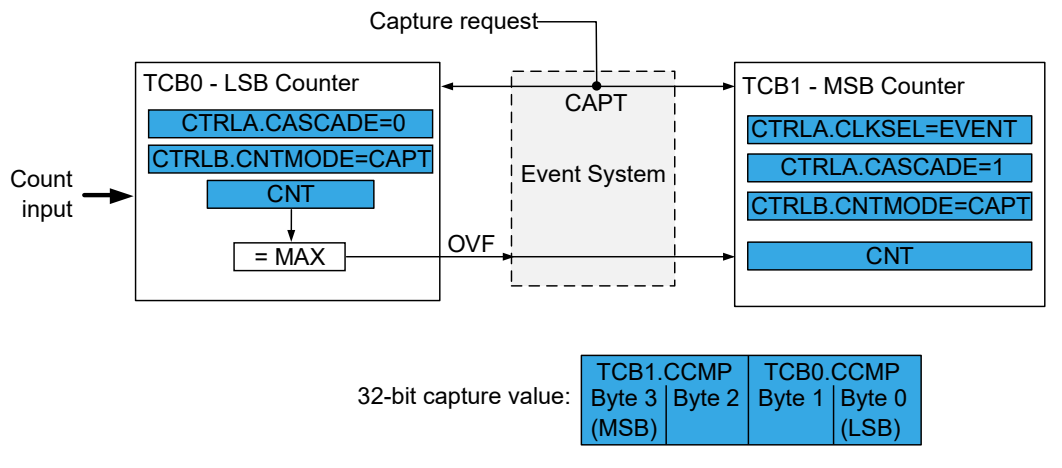 Capture request
TCB0 - LSB Counter
CTRLA.CASCADE=0
CTRLB.CNTMODE=CAPT
CNT
= MAX
Count
input
OVF
CAPT
Event System
TCB1 - MSB Counter
CTRLA.CLKSEL=EVENT
CTRLA.CASCADE=1
CTRLB.CNTMODE=CAPT
CNT
32-bit capture value:
TCB1.CCMP TCB0.CCMP
Byte 3 Byte 2 Byte 1 Byte 0
(MSB) (LSB)